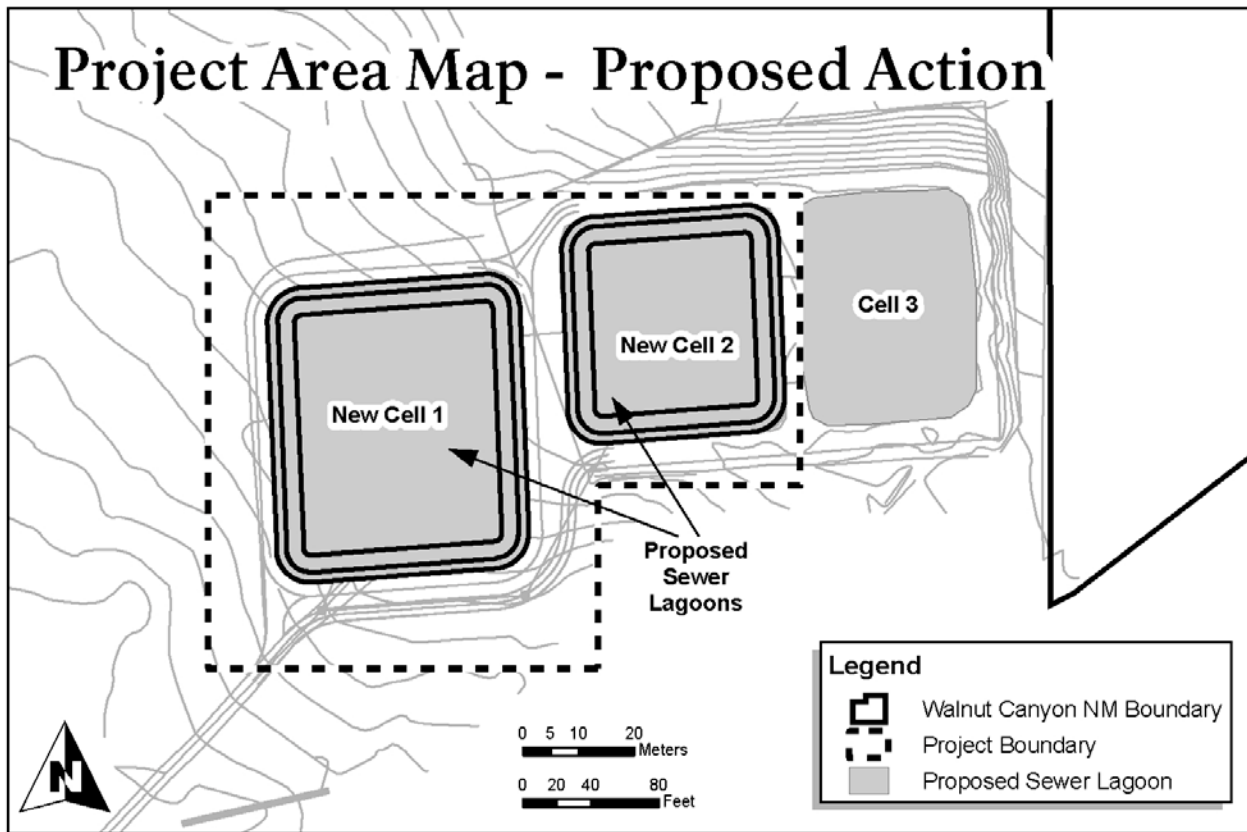 Project Area Map - Proposed Action
Cell 3
New Cell 2
New Cell 1
Proposed
Sewer
Lagoons
Legend
Walnut Canyon NM Boundary
Project Boundary
Proposed Sewer Lagoon
0 5 10 20
Meters
0 20 40 80
Feet
N